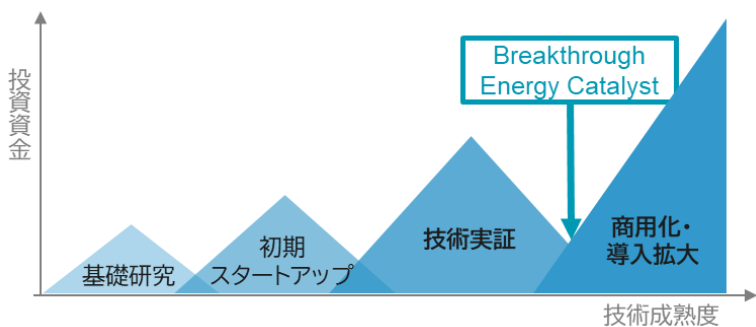 Breakthrough
Energy Catalyst
投資資金
基礎研究
初期
スタートアップ
技術実証
商用化・
導入拡大
技術成熟度